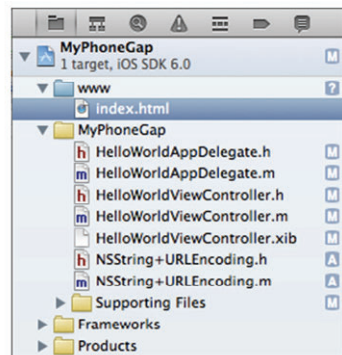 MyPhoneGap M
1 target, iOS SDK 6.0
www ?
index.html
MyPhoneGap
h HelloWorldAppDelegate.h M
m HelloWorldAppDelegate.m M
h HelloWorldViewController.h M
m HelloWorldViewController.m M
HelloWorldViewController.xib M
h NSString+URLEncoding.h A
m NSString+URLEncoding.m A
Supporting Files M
Frameworks
Products